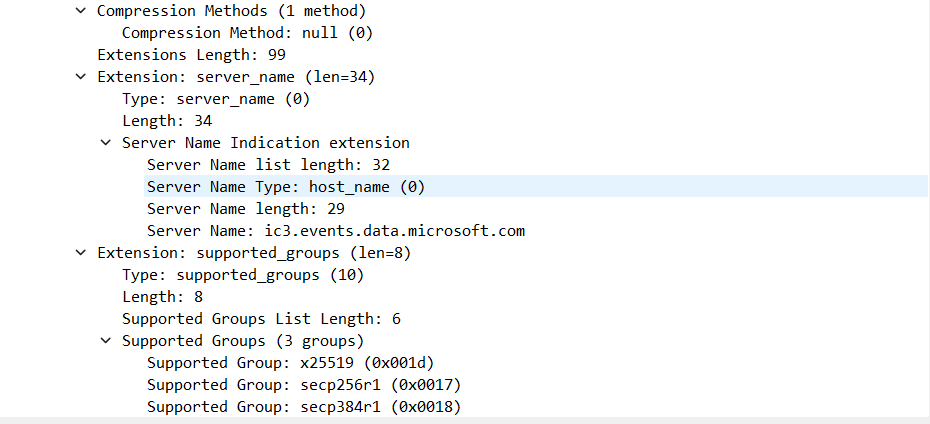 Compression Methods (1 method)
Compression Method: null (0)
Extensions Length: 99
Extension: server_name (len=34)
Type: server_name (0)
Length: 34
Server Name Indication extension
Server Name list length: 32
Server Name Type: host_name (0)
Server Name length: 29
Server Name: ic3.events.data.microsoft.com
Extension: supported_groups (len=8)
Type: supported_groups (10)
Length: 8
Supported Groups List Length: 6
Supported Groups (3 groups)
Supported Group: x25519 (0x001d)
Supported Group: secp256r1 (0x0017)
Supported Group: secp384r1 (0x0018)